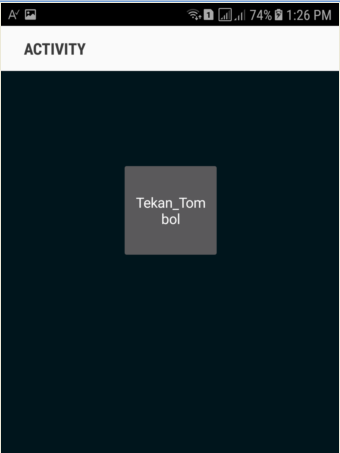 74% 1:26 PM
ACTIVITY
Tekan_Tom
bol